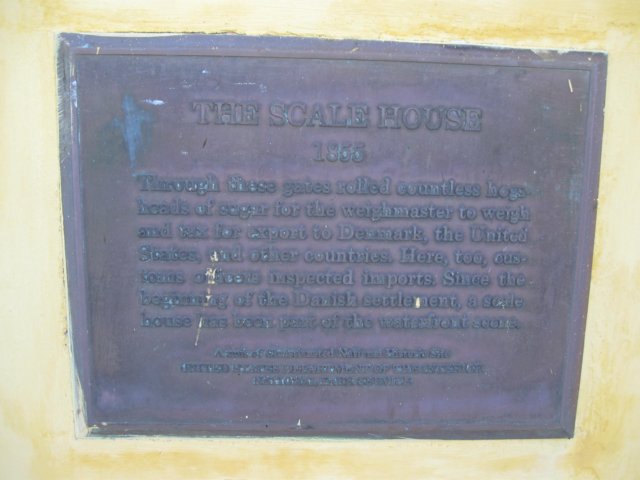 THE SCALE HOUSE
1855
Through these gates rolled countless hogs-
heads of sugar for the weighmaster to weigh
and tax for export to Denmark, the United
States, and other countries. Here, too, cus-
toms officers inspected imports. Since the
beginning of the Danish settlement, a scale
house has been part of the waterfront scene.
National Historic Site
UNITED STATES DEPARTMENT OF THE INTERIOR
NATIONAL PARK SERVICE